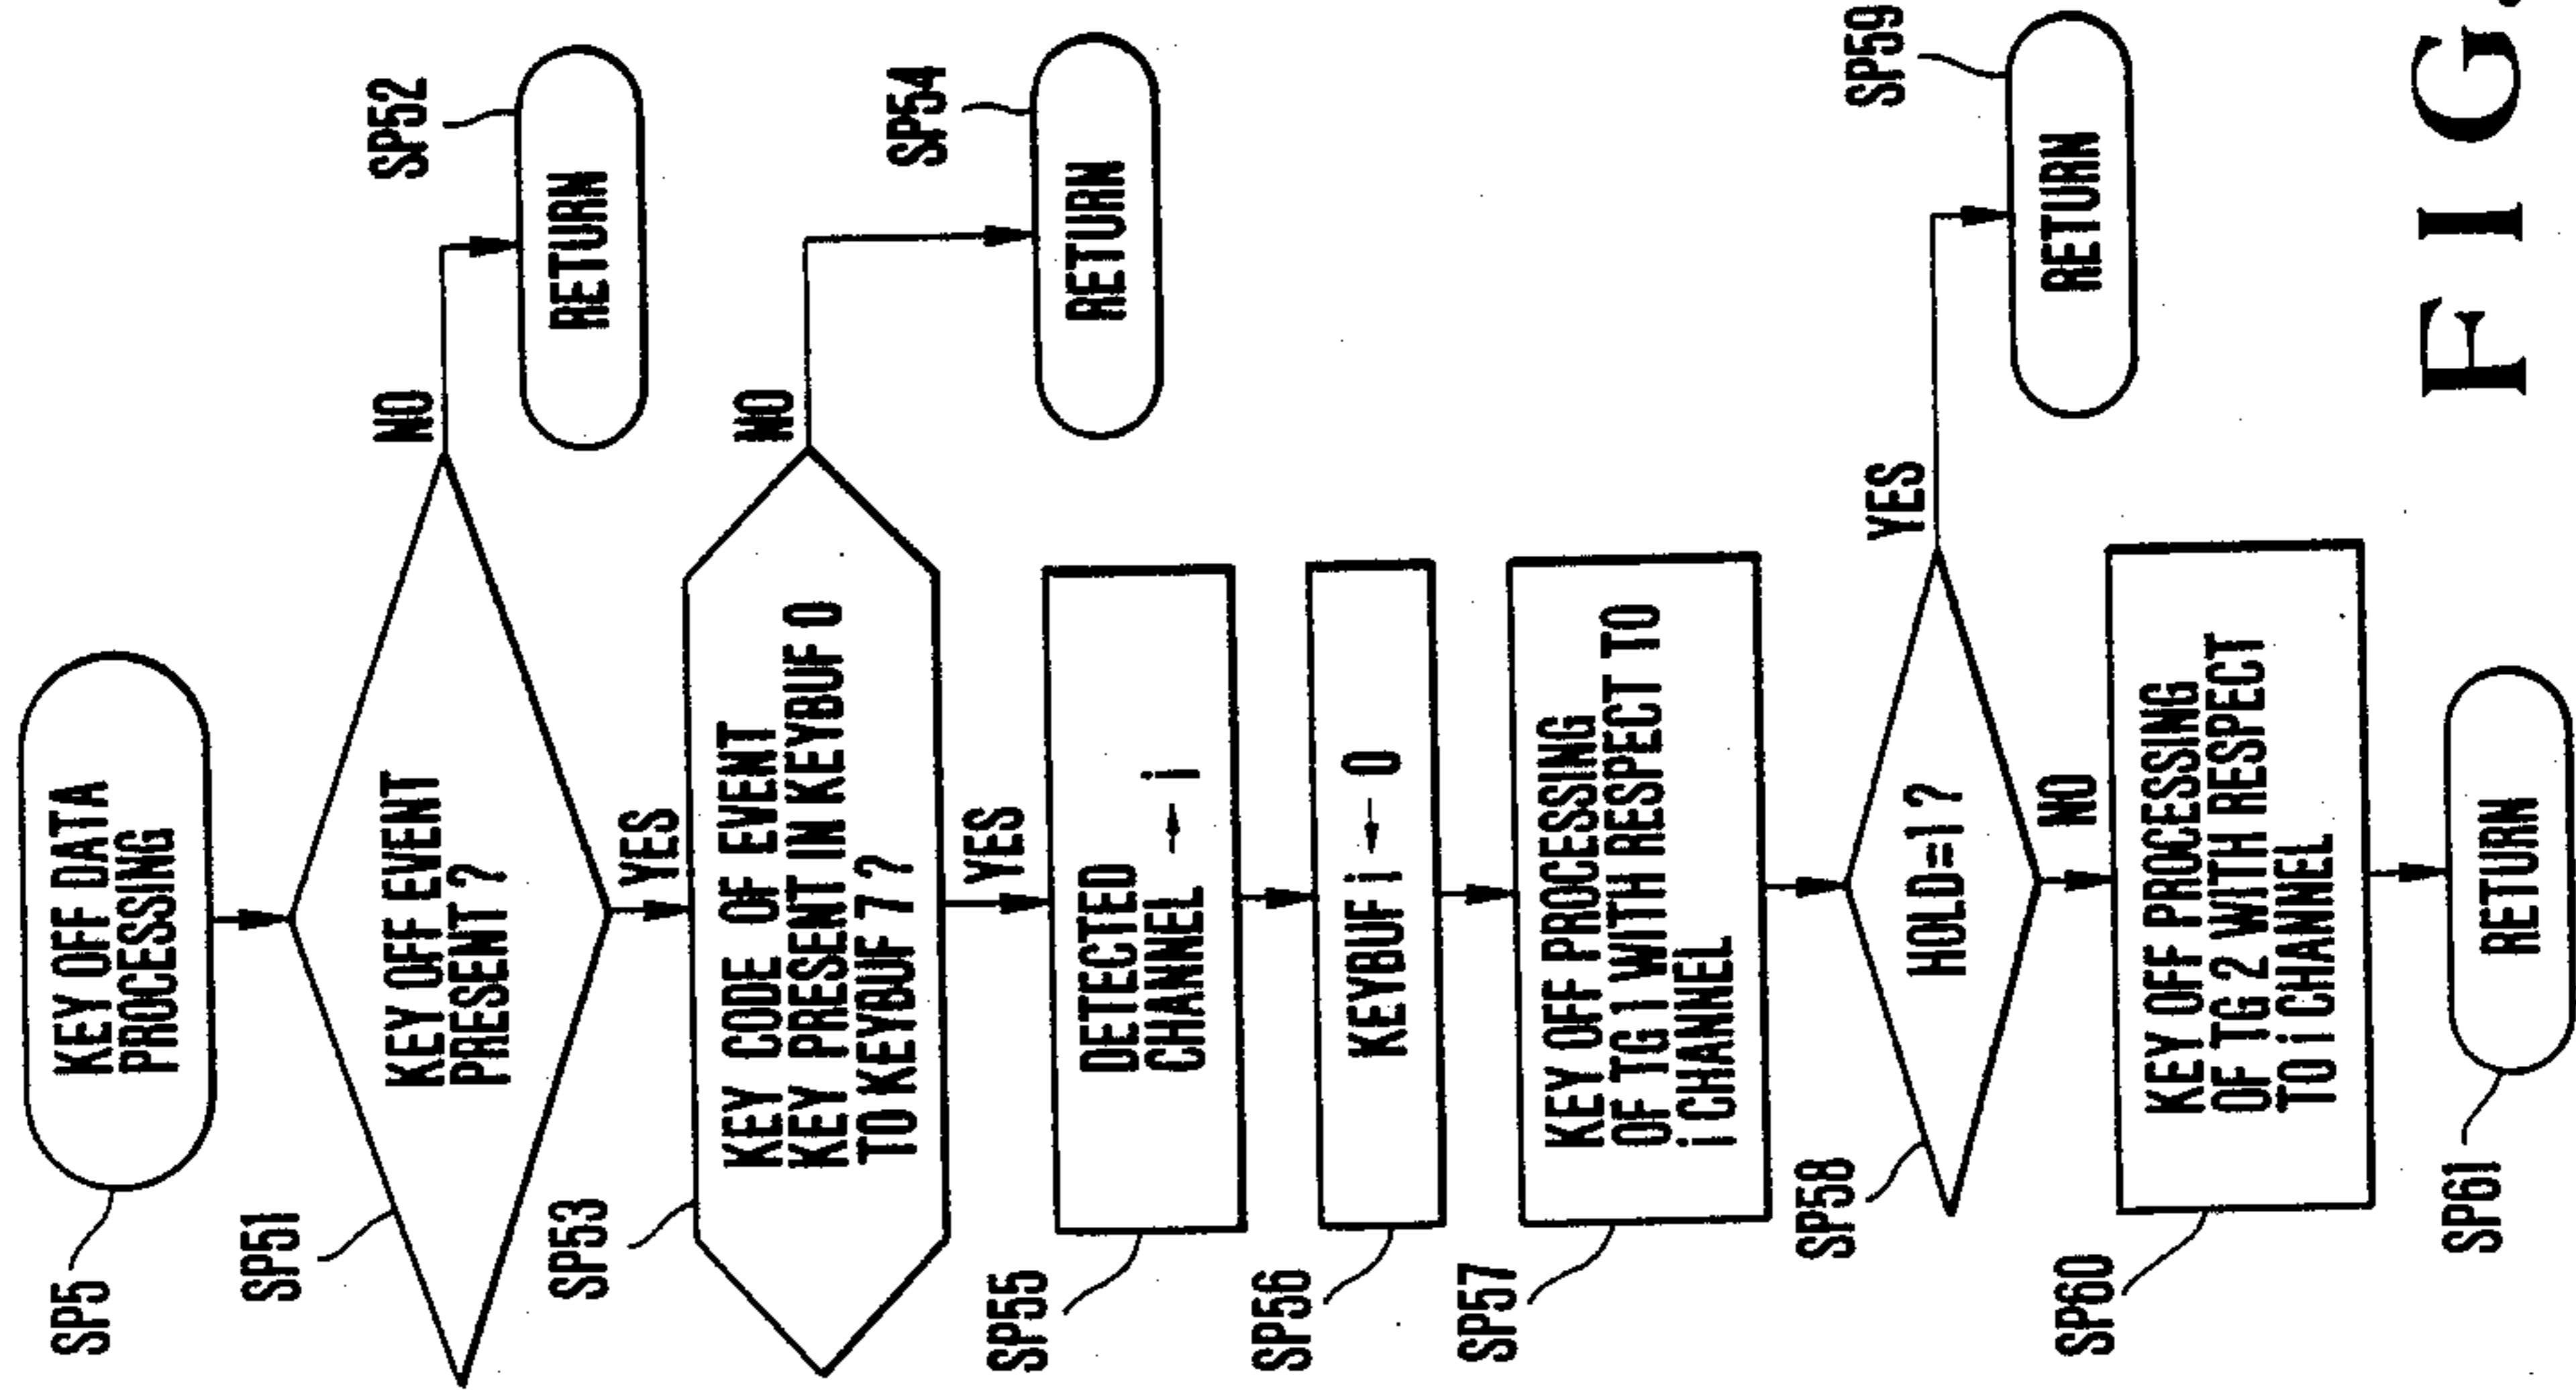 SP5
KEY OFF DATA
PROCESSING
SP51
KEY OFF EVENT
PRESENT ?
NO
SP52
RETURN
YES
SP53
KEY CODE OF EVENT
KEY PRESENT IN KEYBUF 0
TO KEYBUF 7 ?
NO
SP54
RETURN
YES
SP55
DETECTED
CHANNEL → i
SP56
KEYBUF i ← 0
SP57
KEY OFF PROCESSING
OF TG 1 WITH RESPECT TO
i CHANNEL
SP58
HOLD=1 ?
YES
SP59
RETURN
NO
SP60
KEY OFF PROCESSING
OF TG 2 WITH RESPECT
TO i CHANNEL
SP61
RETURN
FIG.